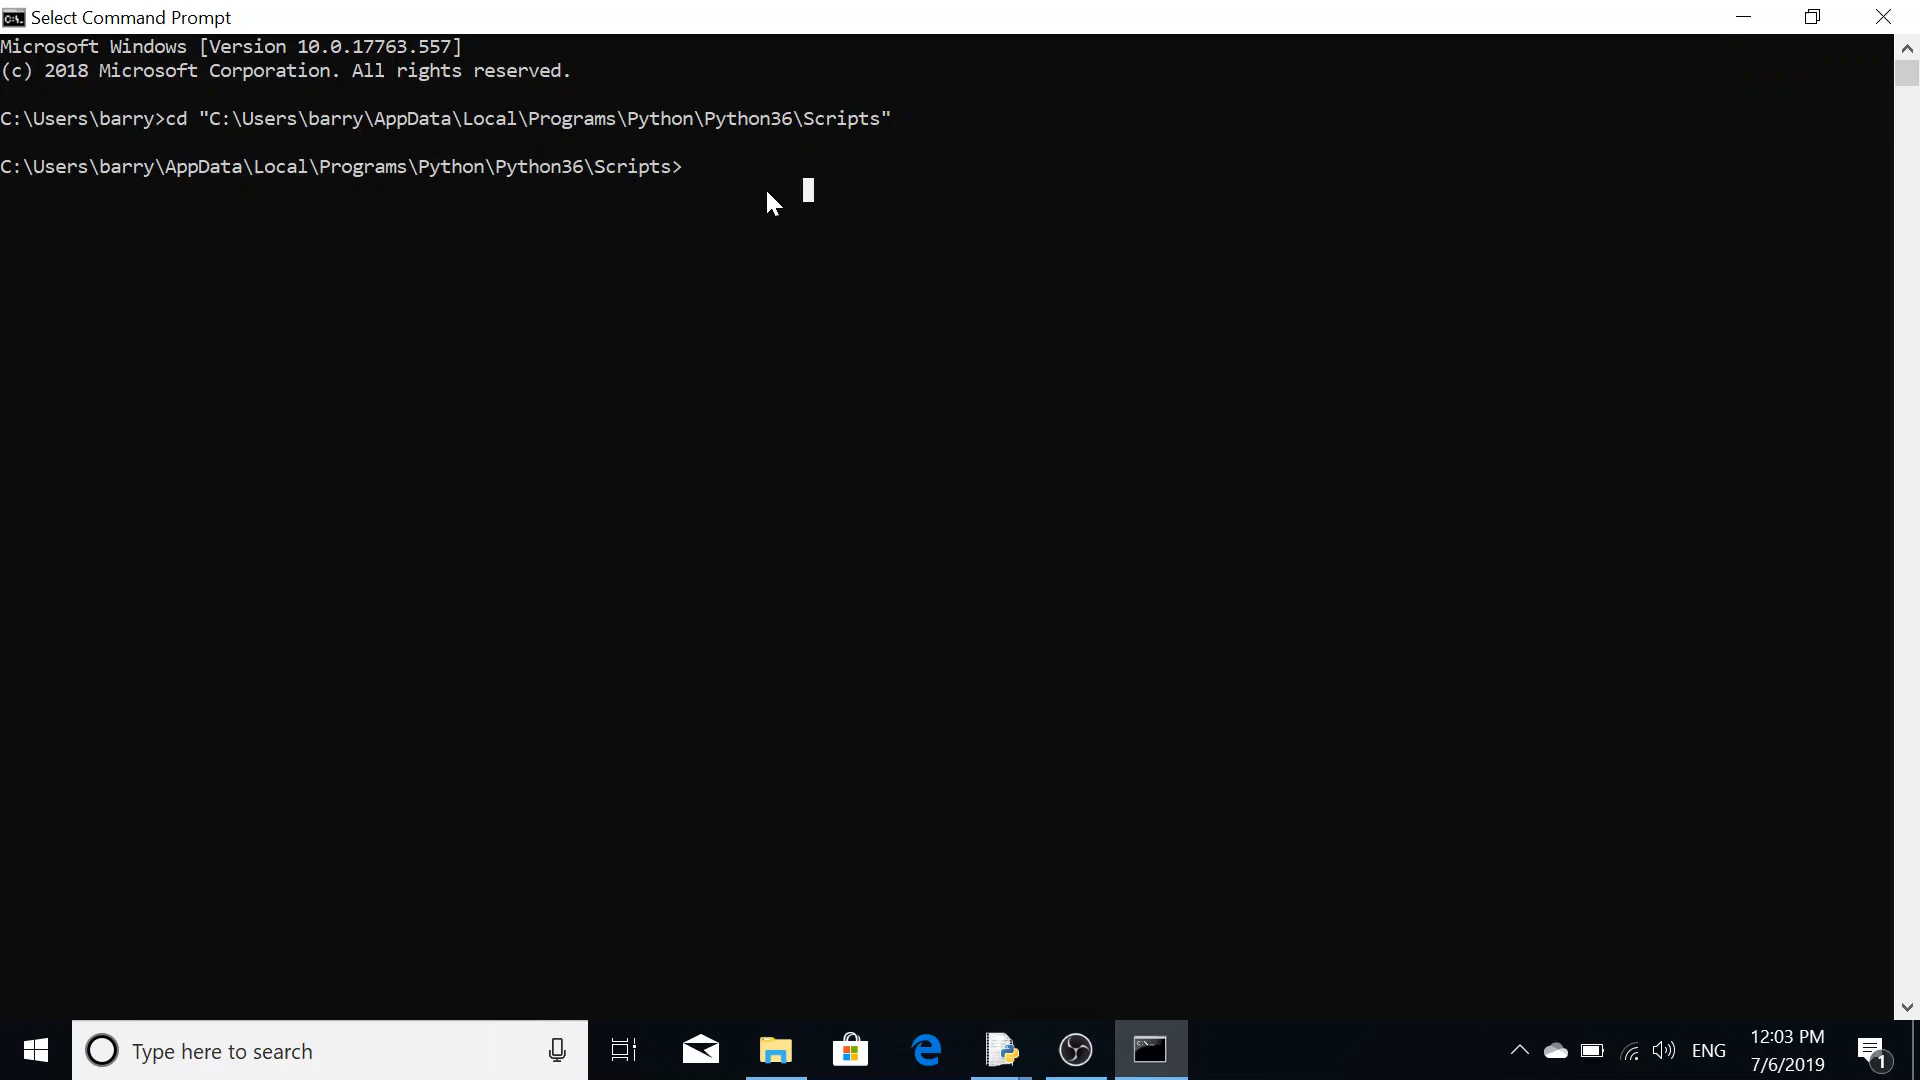 Select Command Prompt
Microsoft Windows [Version 10.0.17763.557]
(c) 2018 Microsoft Corporation. All rights reserved.
C:\Users\barry>cd "C:\Users\barry\AppData\Local\Programs\Python\Python36\Scripts"
C:\Users\barry\AppData\Local\Programs\Python\Python36\Scripts>
Type here to search
ENG
12:03 PM
7/6/2019
1